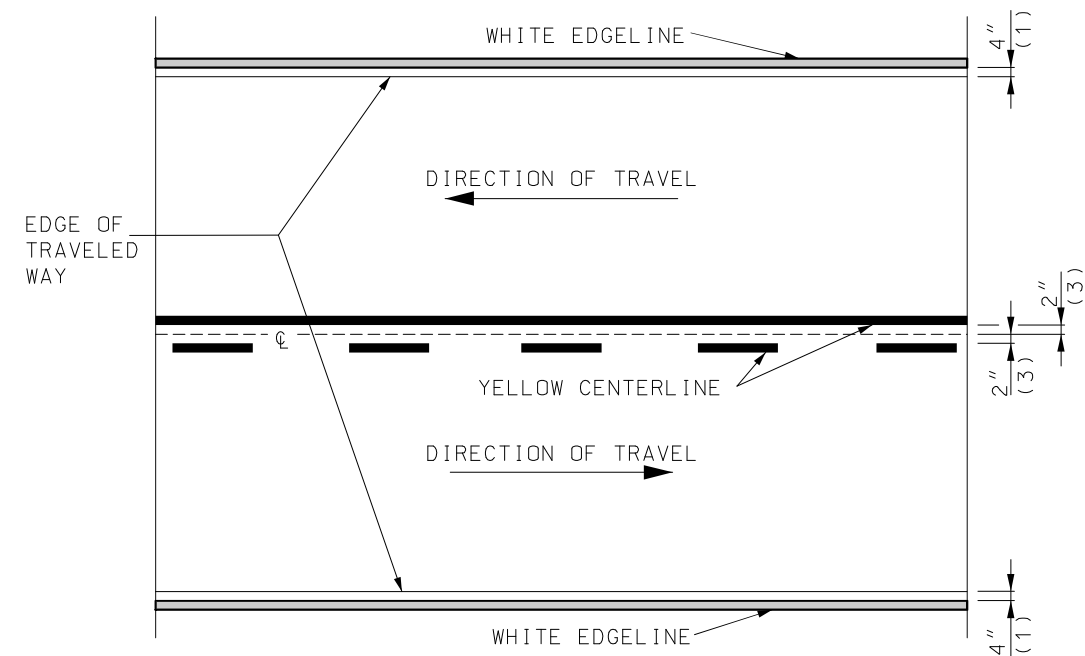 WHITE EDGELINE
4"
(1)
DIRECTION OF TRAVEL
EDGE OF
TRAVELED
WAY
2"
(3)
℄
2"
(3)
YELLOW CENTERLINE
DIRECTION OF TRAVEL
WHITE EDGELINE
4"
(1)